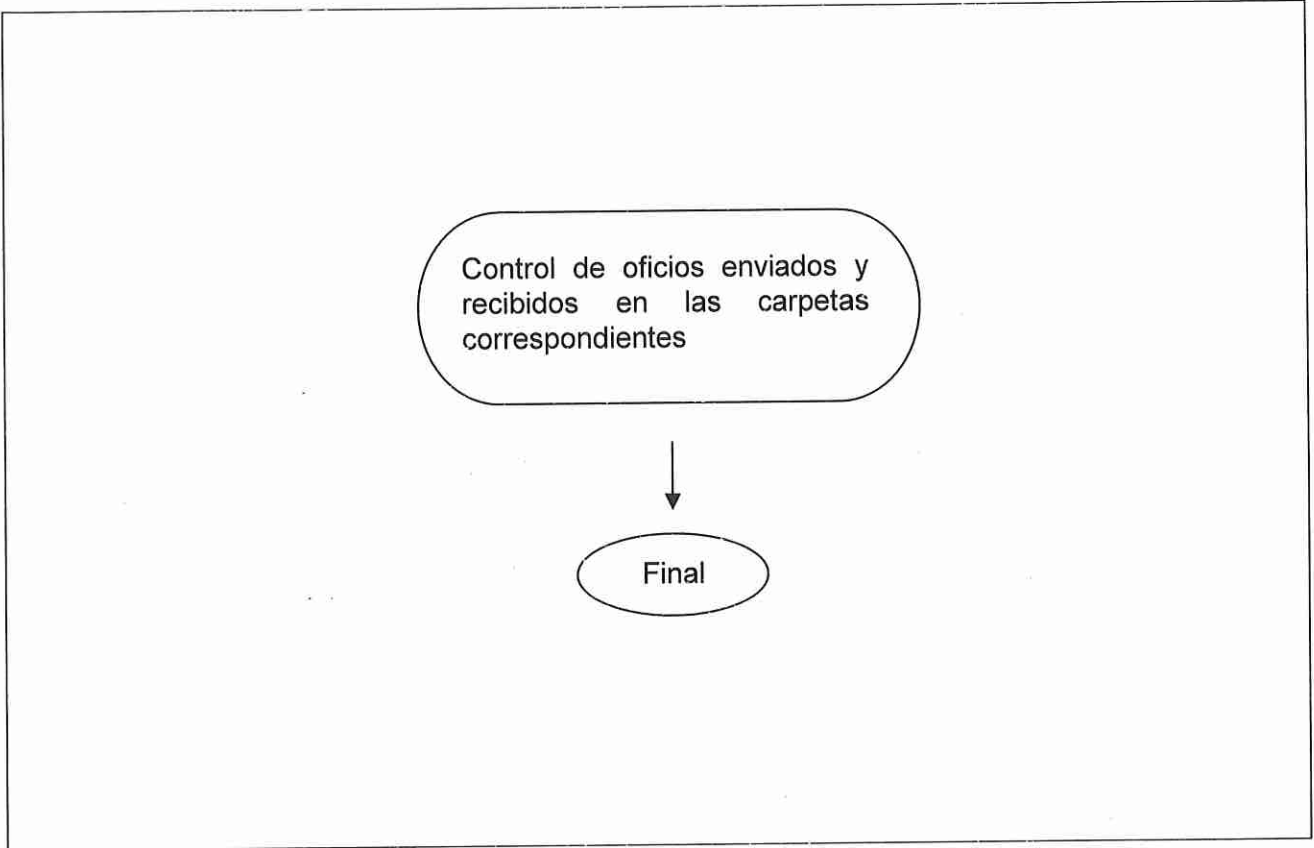 Control de oficios enviados y
recibidos en las carpetas
correspondientes
Final